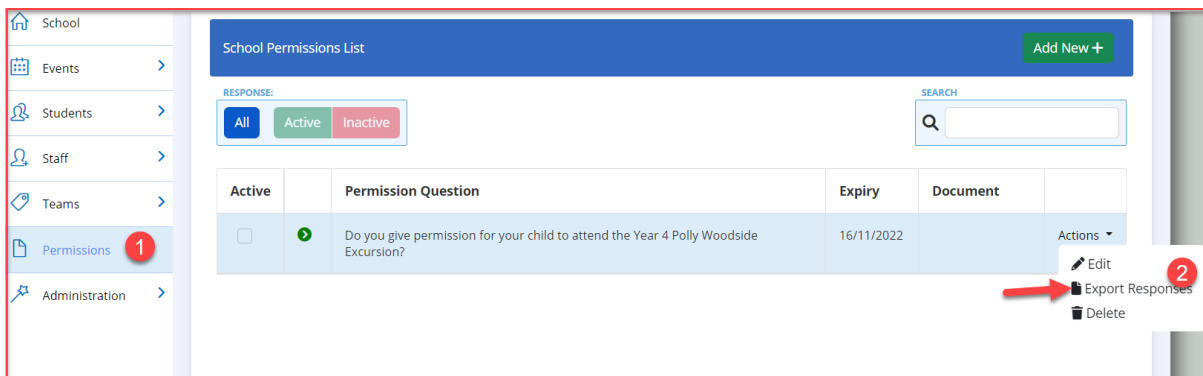 School
Events
Students
Staff
Teams
Permissions 1
Administration
School Permissions List
Add New +
RESPONSE:
All Active Inactive
SEARCH
Active Permission Question Expiry Document
Do you give permission for your child to attend the Year 4 Polly Woodside
Excursion?
16/11/2022
Actions
Edit
2
Export Responses
Delete